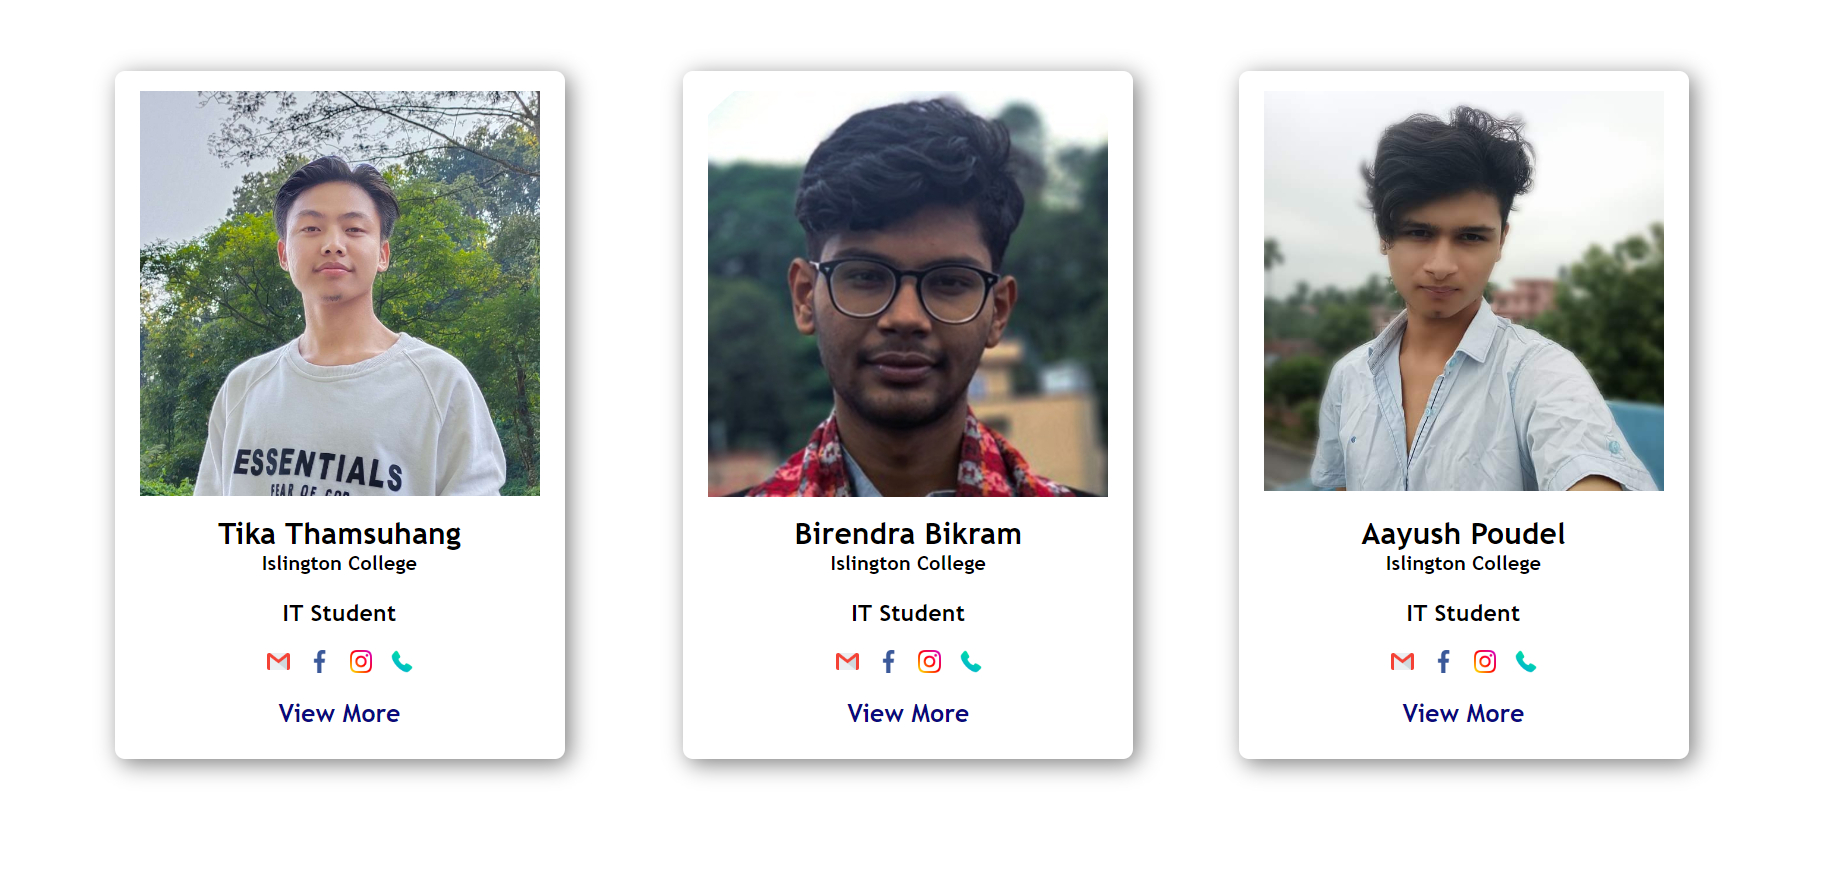 ESSENTIALS
FEAR OF GOD
Tika Thamsuhang
Islington College
IT Student
View More
Birendra Bikram
Islington College
IT Student
View More
Aayush Poudel
Islington College
IT Student
View More